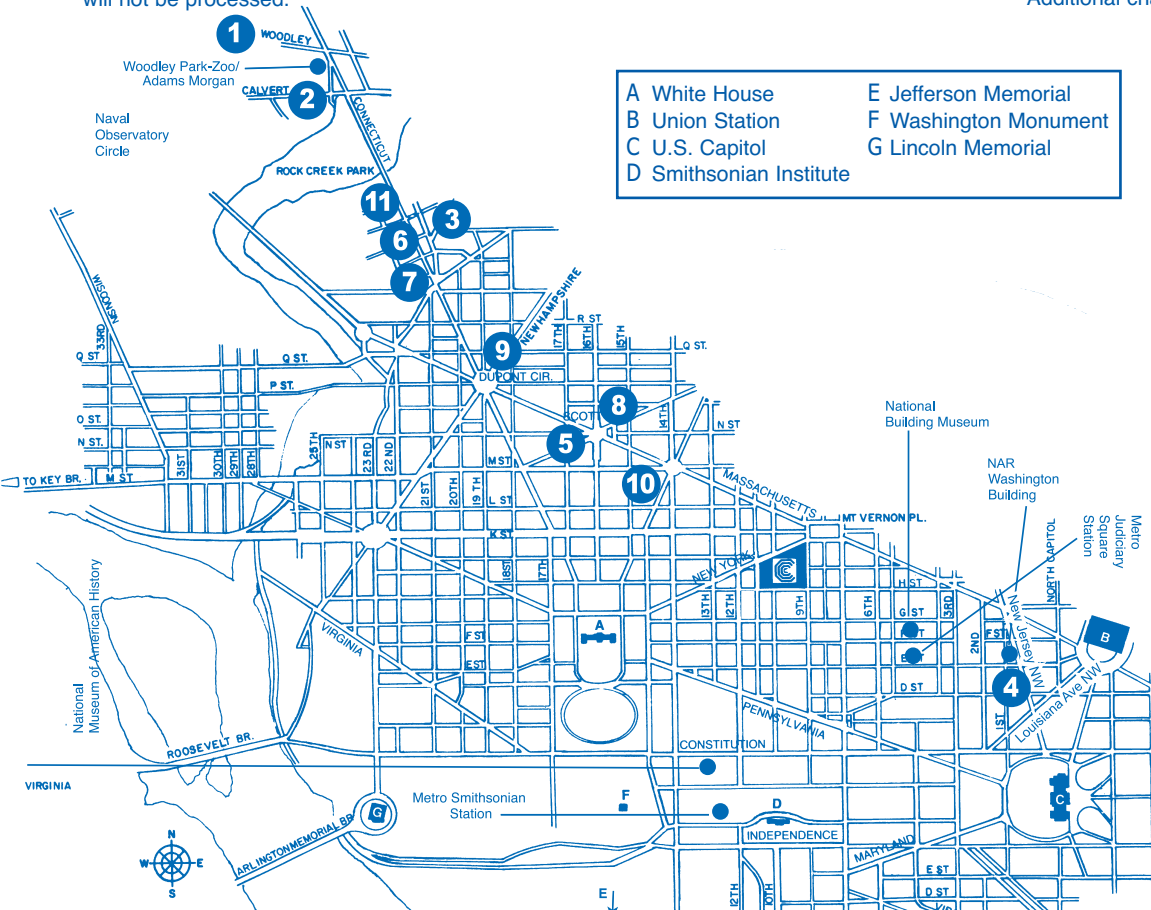 will not be processed.
Additional cha
1
WOODLEY
Woodley Park-Zoo/
Adams Morgan
CALVERT
2
CONNECTICUT
Naval
Observatory
Circle
ROCK CREEK PARK
A White House
B Union Station
C U.S. Capitol
D Smithsonian Institute
E Jefferson Memorial
F Washington Monument
G Lincoln Memorial
11
3
6
7
WISCONSIN
33RD
NEW HAMPSHIRE
R ST
17TH
16TH
15TH
Q ST
Q ST.
Q ST.
9
DUPONT CIR.
P ST.
8
SCOTT
O ST.
N ST.
N ST
14TH
N ST
5
National
Building Museum
31ST
30TH
29TH
28TH
25TH
23 RD
22 ND
M ST
TO KEY BR.
M ST
21 ST
20TH
19 TH
L ST
10
MASSACHUSETTS
NAR
Washington
Building
K ST
MT VERNON PL.
Metro
Judiciary
Square
Station
NORTH CAPITOL
18ST
17TH
NEW YORK
C
H ST
13TH
12TH
9TH
6TH
G ST
3RD
New Jersey NW
National
Museum of American History
VIRGINIA
A
F ST
2ND
F ST
B
E ST
D ST
4
1ST
Louisiana Ave NW
PENNSYLVANIA
CONSTITUTION
ROOSEVELT BR.
VIRGINIA
Metro Smithsonian
Station
F
D
C
G
INDEPENDENCE
ARLINGTON MEMORIAL BR
MARYLAND
N
W
E
S
E ST
D ST
E
12TH
10TH